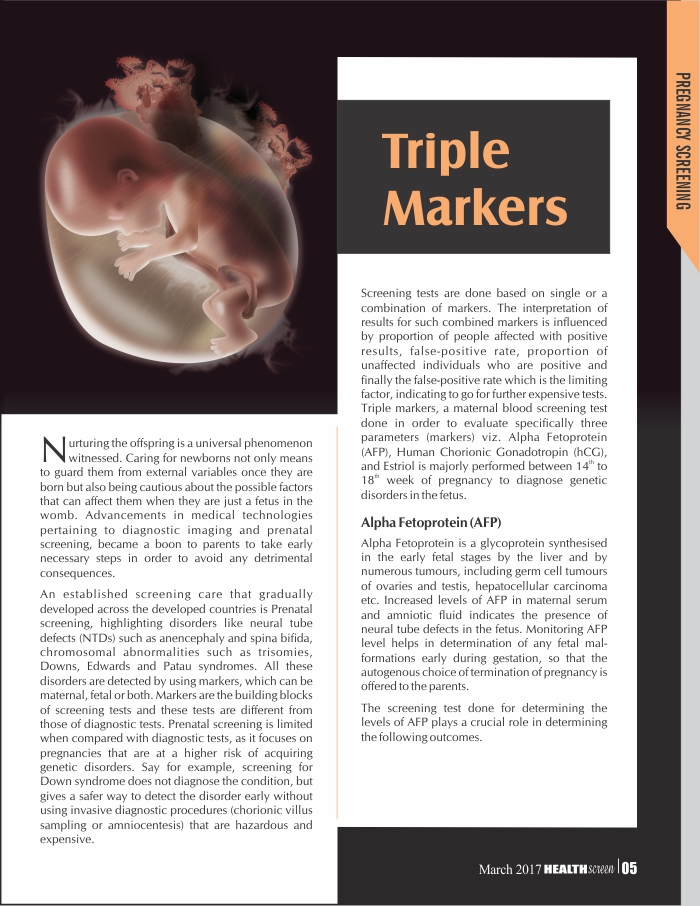 PREGNANCY SCREENING
Triple
Markers
Nurturing the offspring is a universal phenomenon
witnessed. Caring for newborns not only means
to guard them from external variables once they are
born but also being cautious about the possible factors
that can affect them when they are just a fetus in the
womb. Advancements in medical technologies
pertaining to diagnostic imaging and prenatal
screening, became a boon to parents to take early
necessary steps in order to avoid any detrimental
consequences.
An established screening care that gradually
developed across the developed countries is Prenatal
screening, highlighting disorders like neural tube
defects (NTDs) such as anencephaly and spina bifida,
chromosomal abnormalities such as trisomies,
Downs, Edwards and Patau syndromes. All these
disorders are detected by using markers, which can be
maternal, fetal or both. Markers are the building blocks
of screening tests and these tests are different from
those of diagnostic tests. Prenatal screening is limited
when compared with diagnostic tests, as it focuses on
pregnancies that are at a higher risk of acquiring
genetic disorders. Say for example, screening for
Down syndrome does not diagnose the condition, but
gives a safer way to detect the disorder early without
using invasive diagnostic procedures (chorionic villus
sampling or amniocentesis) that are hazardous and
expensive.
Screening tests are done based on single or a
combination of markers. The interpretation of
results for such combined markers is influenced
by proportion of people affected with positive
results, false-positive rate, proportion of
unaffected individuals who are positive and
finally the false-positive rate which is the limiting
factor, indicating to go for further expensive tests.
Triple markers, a maternal blood screening test
done in order to evaluate specifically three
parameters (markers) viz. Alpha Fetoprotein
(AFP), Human Chorionic Gonadotropin (hCG),
and Estriol is majorly performed between 14th to
18th week of pregnancy to diagnose genetic
disorders in the fetus.
Alpha Fetoprotein (AFP)
Alpha Fetoprotein is a glycoprotein synthesised
in the early fetal stages by the liver and by
numerous tumours, including germ cell tumours
of ovaries and testis, hepatocellular carcinoma
etc. Increased levels of AFP in maternal serum
and amniotic fluid indicates the presence of
neural tube defects in the fetus. Monitoring AFP
level helps in determination of any fetal mal-
formations early during gestation, so that the
autogenous choice of termination of pregnancy is
offered to the parents.
The screening test done for determining the
levels of AFP plays a crucial role in determining
the following outcomes.
March 2017 HEALTHscreen | 05